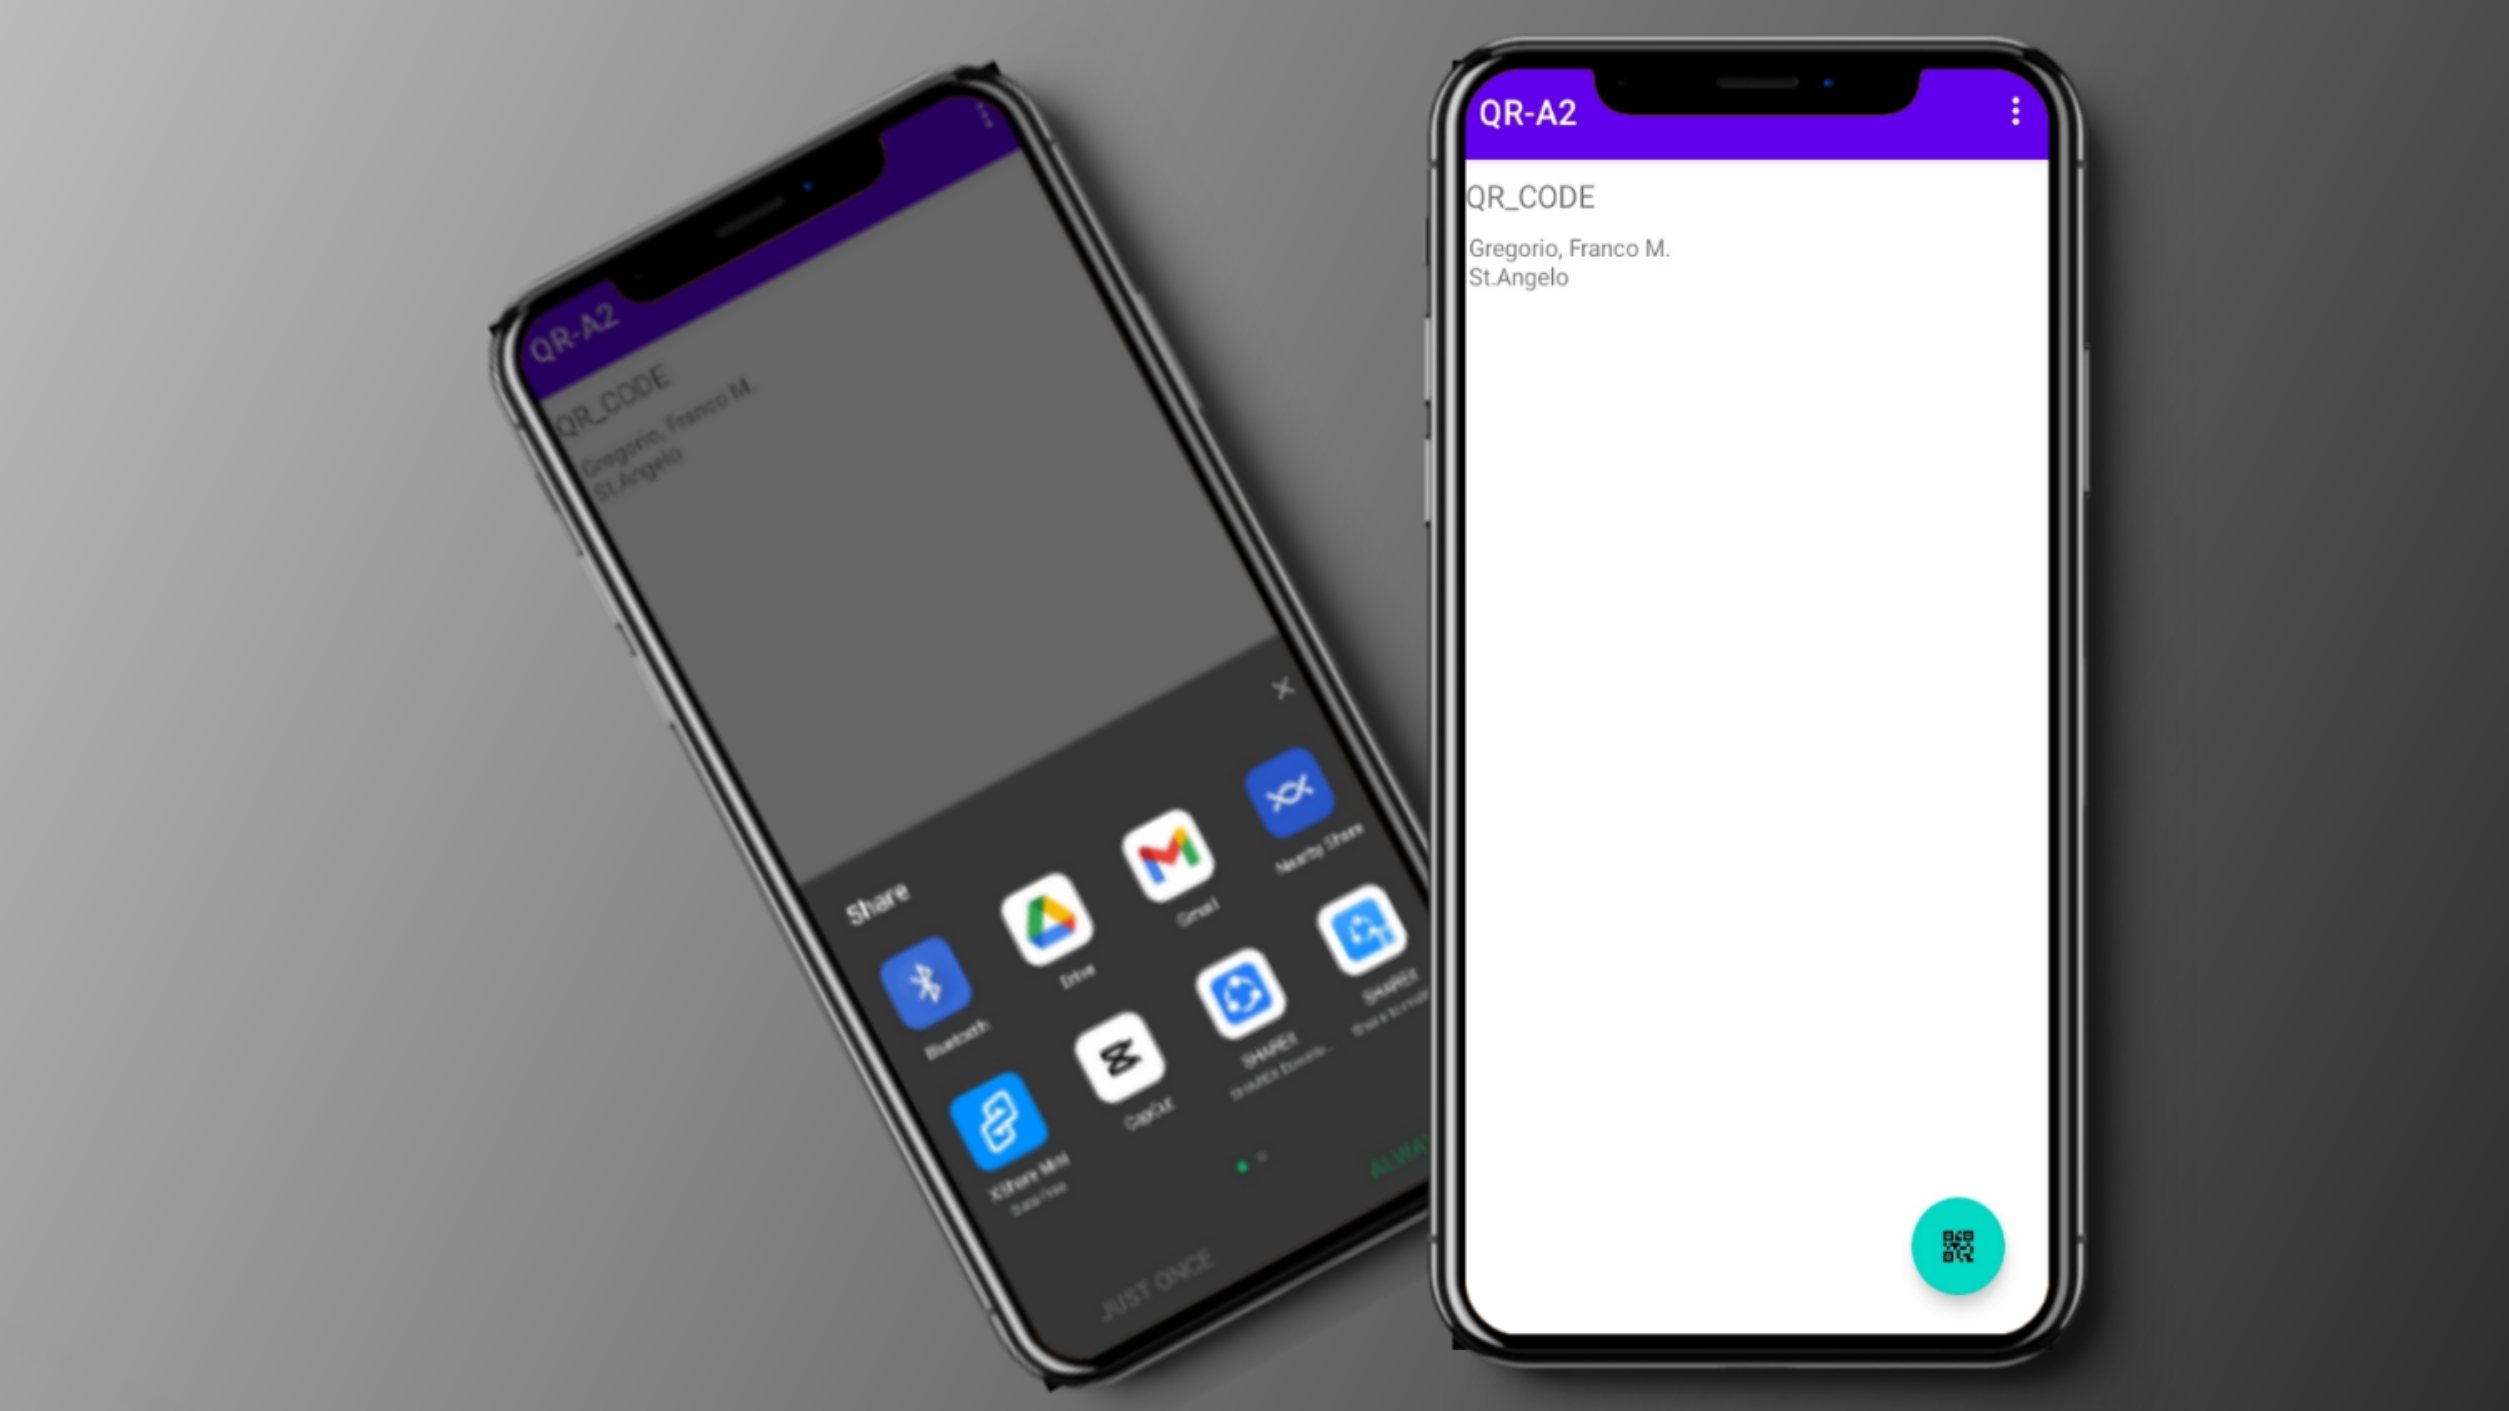 QR-A2
QR_CODE
Gregorio, Franco M.
St.Angelo
Share
Bluetooth
Drive
Gmail
Nearby Share
XShare Mini
CapCut
SHAREit
SHAREit
JUST ONCE
QR-A2
QR_CODE
Gregorio, Franco M.
St.Angelo